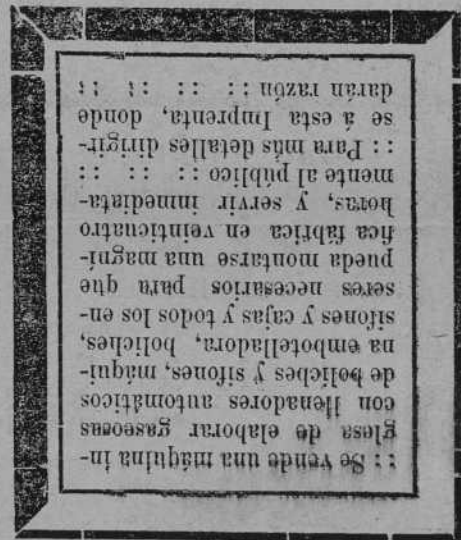 :: Se vende una máquina in-
glesa de elaborar gaseosas
con llenadores automáticos
de boliches y sifones, máqui-
na embotelladora, boliches,
sifones y cajas y todos los en-
seres necesarios para que
pueda montarse una magní-
fica fábrica en veinticuatro
horas, y servir inmediata-
mente al público :: :: :: ::
:: Para más detalles dirigir-
se á esta Imprenta, donde
darán razón :: :: :: :: ::